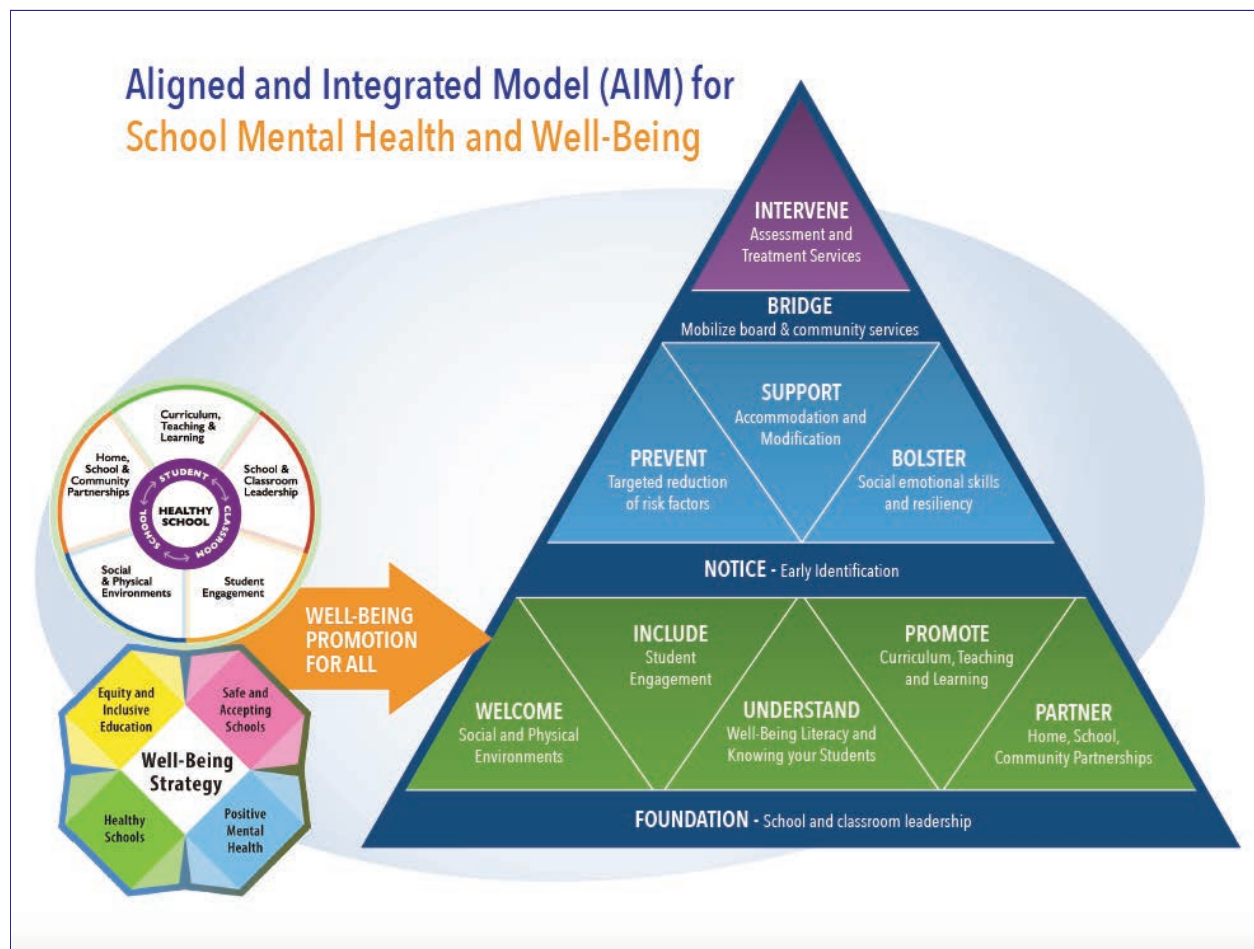 Aligned and Integrated Model (AIM) for
School Mental Health and Well-Being
INTERVENE
Assessment and
Treatment Services
BRIDGE
Mobilize board & community services
SUPPORT
Accommodation and
Modification
PREVENT
Targeted reduction
of risk factors
BOLSTER
Social emotional skills
and resiliency
NOTICE - Early Identification
INCLUDE
Student
Engagement
PROMOTE
Curriculum, Teaching
and Learning
WELCOME
Social and Physical
Environments
UNDERSTAND
Well-Being Literacy and
Knowing your Students
PARTNER
Home, School,
Community Partnerships
FOUNDATION - School and classroom leadership
Curriculum,
Teaching &
Learning
Home,
School &
Community
Partnerships
School &
Classroom
Leadership
STUDENT
CLASSROOM
SCHOOL
HEALTHY
SCHOOL
Social
& Physical
Environments
Student
Engagement
WELL-BEING
PROMOTION
FOR ALL
Equity and
Inclusive
Education
Safe and
Accepting
Schools
Well-Being
Strategy
Healthy
Schools
Positive
Mental
Health